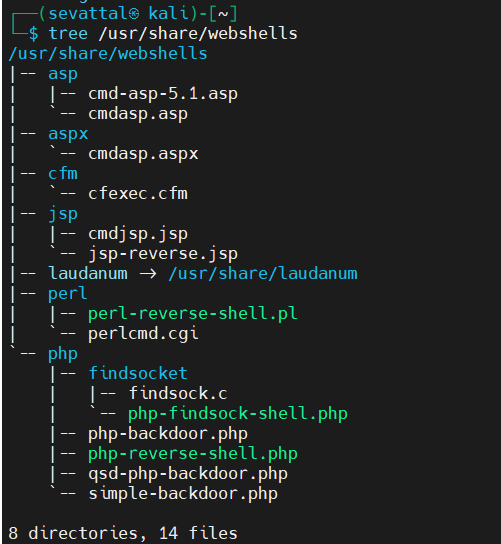 ┌──(sevattal㉿ kali)-[~]
└─$ tree /usr/share/webshells
/usr/share/webshells
|-- asp
|   |-- cmd-asp-5.1.asp
|   `-- cmdasp.asp
|-- aspx
|   `-- cmdasp.aspx
|-- cfm
|   `-- cfexec.cfm
|-- jsp
|   |-- cmdjsp.jsp
|   `-- jsp-reverse.jsp
|-- laudanum → /usr/share/laudanum
|-- perl
|   |-- perl-reverse-shell.pl
|   `-- perlcmd.cgi
`-- php
    |-- findsocket
    |   |-- findsock.c
    |   `-- php-findsock-shell.php
    |-- php-backdoor.php
    |-- php-reverse-shell.php
    |-- qsd-php-backdoor.php
    `-- simple-backdoor.php
8 directories, 14 files